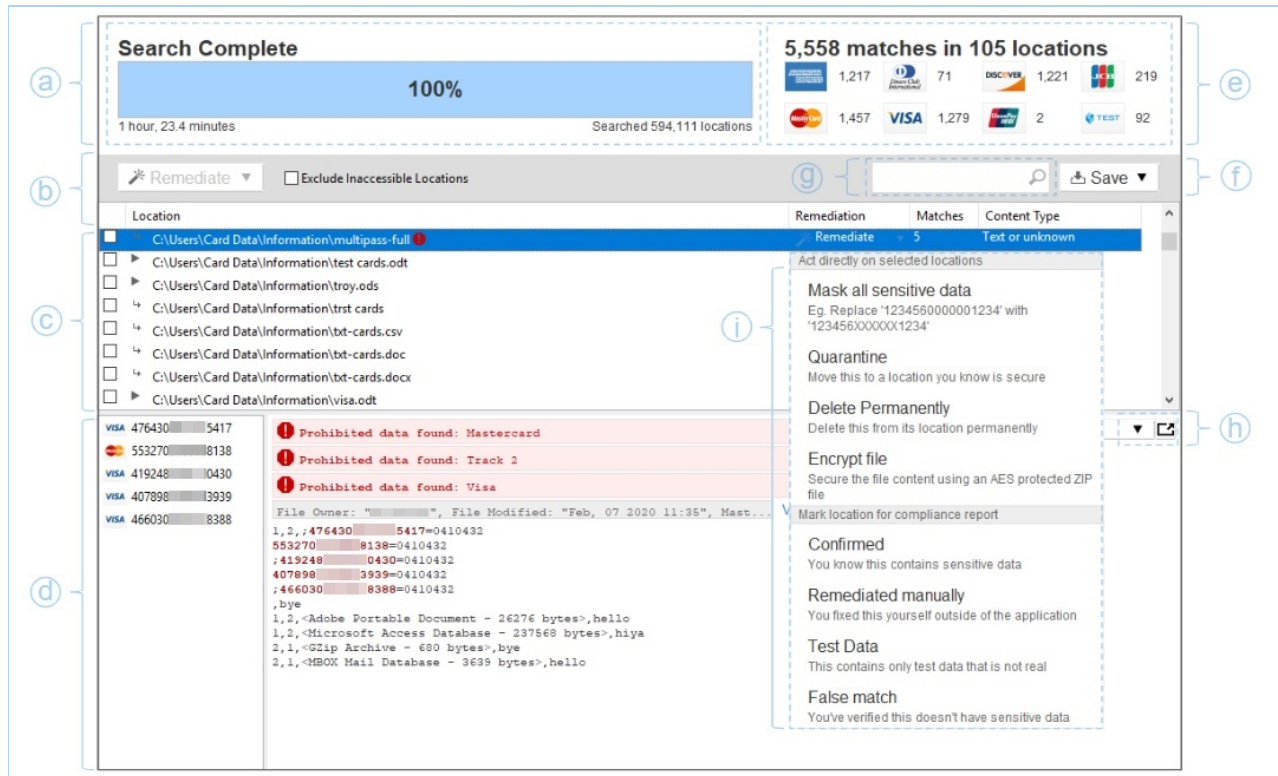 Search Complete
100%
1 hour, 23.4 minutes
Searched 594,111 locations
5,558 matches in 105 locations
AMERICAN EXPRESS 1,217 Diners Club International 71 DISCOVER 1,221 JCB 219
MasterCard 1,457 VISA 1,279 UnionPay 2 TEST 92
a
e
b
Remediate ▼
Exclude Inaccessible Locations
g
Save ▼
f
Location Remediation Matches Content Type
C:\Users\Card Data\Information\multipass-full Remediate 5 Text or unknown
C:\Users\Card Data\Information\test cards.odt
C:\Users\Card Data\Information\troy.ods
C:\Users\Card Data\Information\trst cards
C:\Users\Card Data\Information\txt-cards.csv
C:\Users\Card Data\Information\txt-cards.doc
C:\Users\Card Data\Information\txt-cards.docx
C:\Users\Card Data\Information\visa.odt
c
i
Act directly on selected locations
Mask all sensitive data
Eg. Replace '1234560000001234' with
'123456XXXXXX1234'
Quarantine
Move this to a location you know is secure
Delete Permanently
Delete this from its location permanently
Encrypt file
Secure the file content using an AES protected ZIP
file
Mark location for compliance report
Confirmed
You know this contains sensitive data
Remediated manually
You fixed this yourself outside of the application
Test Data
This contains only test data that is not real
False match
You've verified this doesn't have sensitive data
h
d
VISA 476430 5417
553270 8138
VISA 419248 0430
VISA 407898 3939
VISA 466030 8388
Prohibited data found: Mastercard
Prohibited data found: Track 2
Prohibited data found: Visa
File Owner: " ", File Modified: "Feb, 07 2020 11:35", Mast... V
1,2,;476430 5417=0410432
553270 8138=0410432
;419248 0430=0410432
407898 3939=0410432
;466030 8388=0410432
,bye
1,2,<Adobe Portable Document - 26276 bytes>,hello
1,2,<Microsoft Access Database - 237568 bytes>,hiya
2,1,<GZip Archive - 680 bytes>,bye
2,1,<MBOX Mail Database - 3639 bytes>,hello